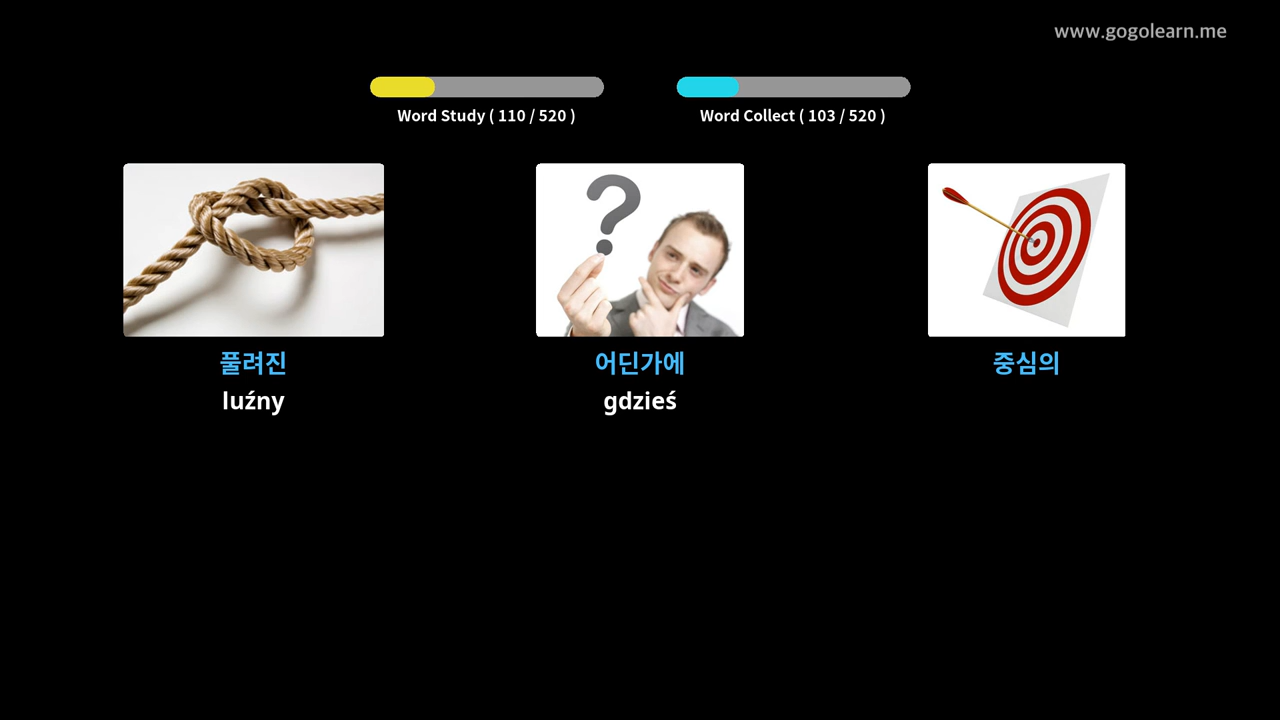 www.gogolearn.me
Word Study ( 110 / 520 )
Word Collect ( 103 / 520 )
풀려진
luźny
어딘가에
gdzieś
중심의